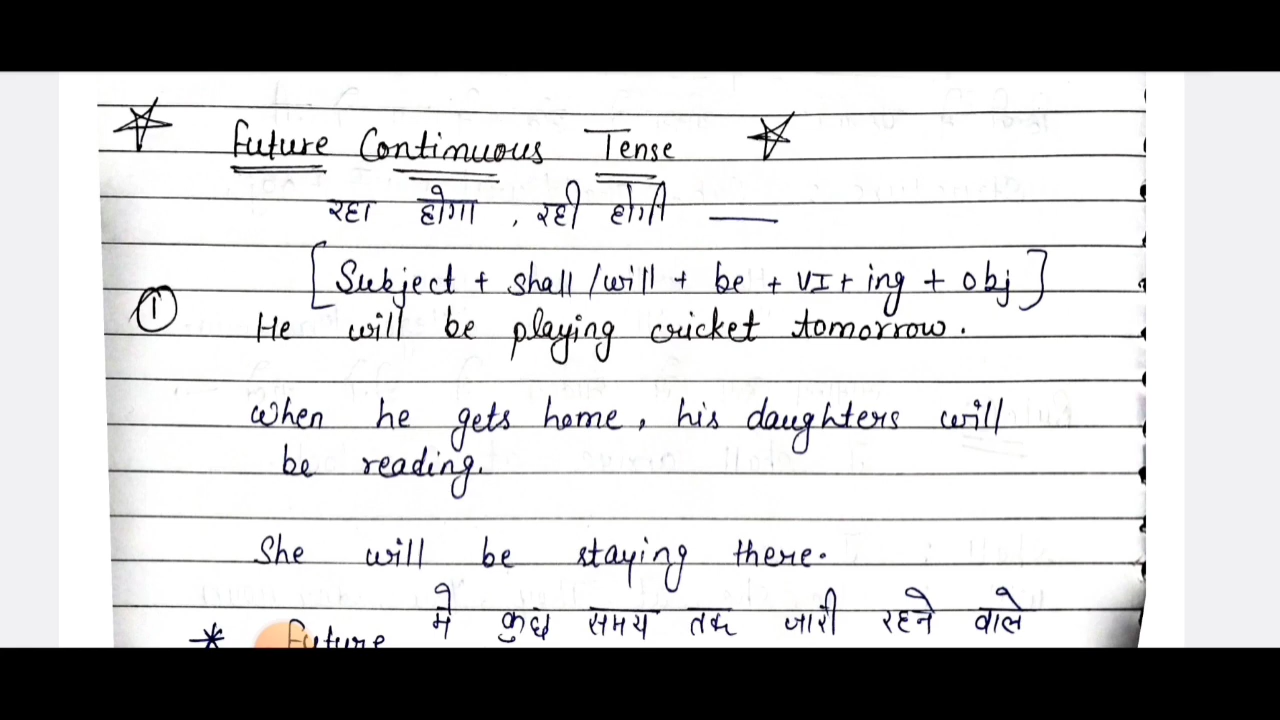 Future Continuous Tense
रहा होगा , रही होगी ——
[Subject + shall /will + be + VI + ing + obj]
① He will be playing cricket tomorrow.
When he gets home, his daughters will
be reading.
She will be staying there.
* Future मे कुछ समय तक जारी रहने वाले